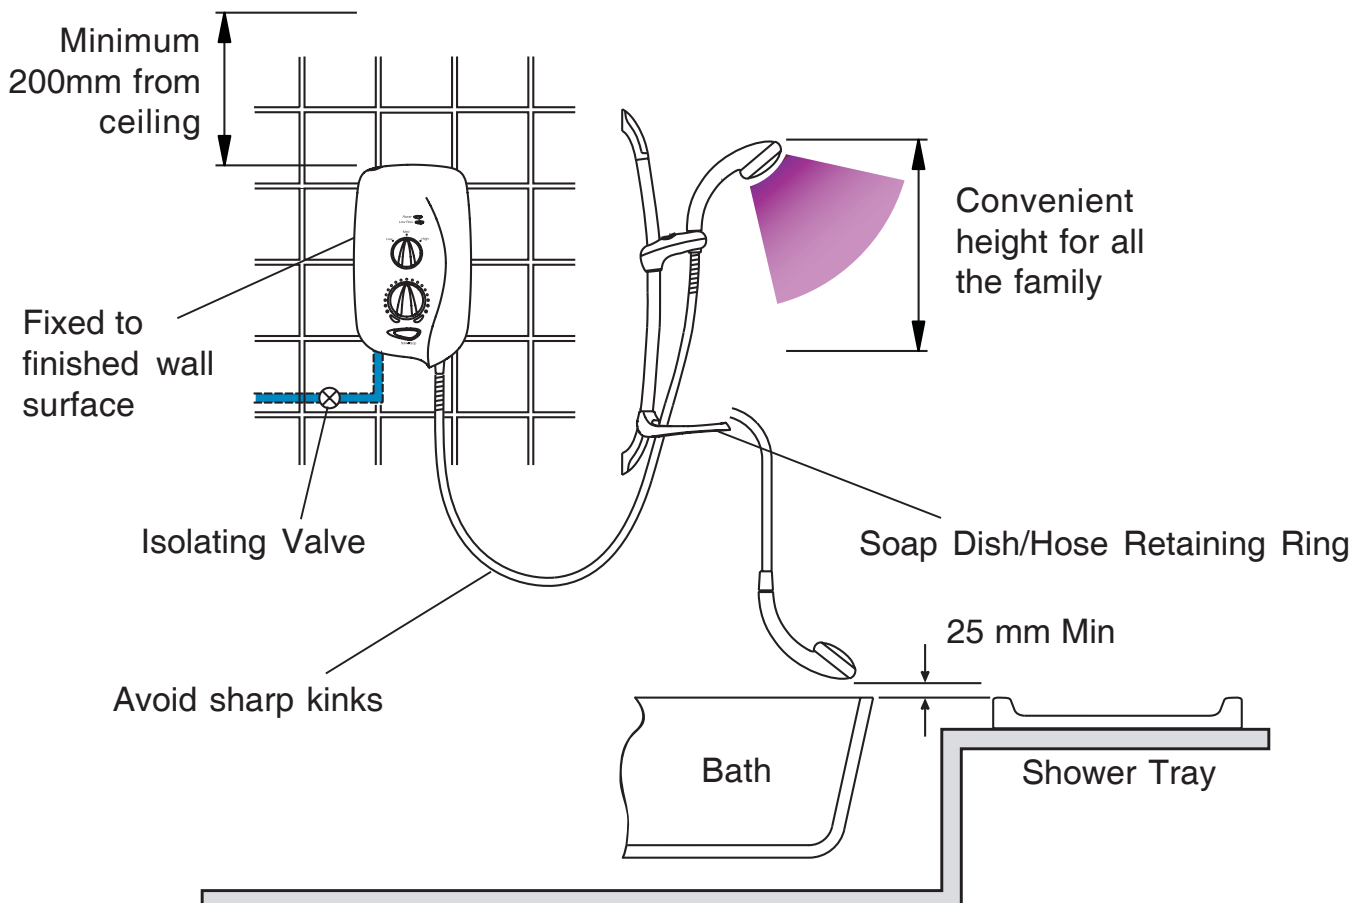 Minimum
200mm from
ceiling
Convenient
height for all
the family
Fixed to
finished wall
surface
Isolating Valve
Soap Dish/Hose Retaining Ring
25 mm Min
Avoid sharp kinks
Bath
Shower Tray